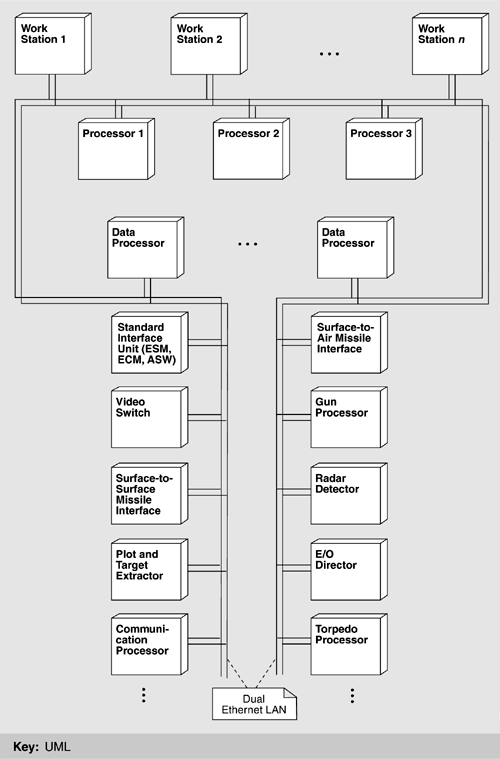 Work
Station 1
Work
Station 2
...
Work
Station n
Processor 1
Processor 2
Processor 3
Data
Processor
...
Data
Processor
Standard
Interface
Unit (ESM,
ECM, ASW)
Surface-to-
Air Missile
Interface
Video
Switch
Gun
Processor
Surface-to-
Surface
Missile
Interface
Radar
Detector
Plot and
Target
Extractor
E/O
Director
Communi-
cation
Processor
Torpedo
Processor
Dual
Ethernet LAN
Key: UML